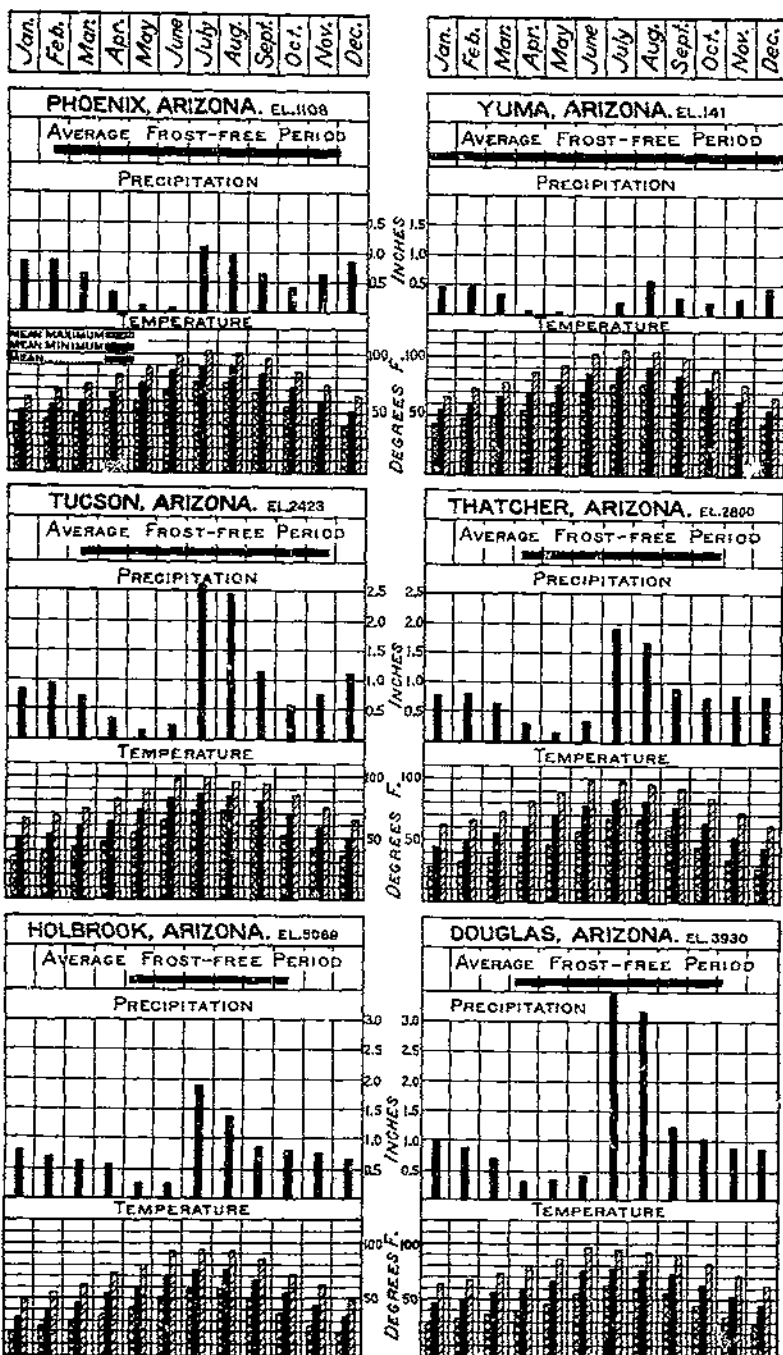 Jan. Feb. Mar. Apr. May June July Aug. Sept. Oct. Nov. Dec.
Jan. Feb. Mar. Apr. May June July Aug. Sept. Oct. Nov. Dec.
PHOENIX, ARIZONA. EL.1108
AVERAGE FROST-FREE PERIOD
PRECIPITATION
1.5
1.0
0.5
INCHES
TEMPERATURE
MEAN MAXIMUM
MEAN MINIMUM
MEAN
100
50
DEGREES F.
YUMA, ARIZONA. EL.141
AVERAGE FROST-FREE PERIOD
PRECIPITATION
1.5
1.0
0.5
TEMPERATURE
100
50
TUCSON, ARIZONA. EL.2423
AVERAGE FROST-FREE PERIOD
PRECIPITATION
2.5
2.0
1.5
1.0
0.5
INCHES
TEMPERATURE
100
50
DEGREES F.
THATCHER, ARIZONA. EL.2800
AVERAGE FROST-FREE PERIOD
PRECIPITATION
2.5
2.0
1.5
1.0
0.5
TEMPERATURE
100
50
HOLBROOK, ARIZONA. EL.5069
AVERAGE FROST-FREE PERIOD
PRECIPITATION
3.0
2.5
2.0
1.5
1.0
0.5
INCHES
TEMPERATURE
100
50
DEGREES F.
DOUGLAS, ARIZONA. EL.3930
AVERAGE FROST-FREE PERIOD
PRECIPITATION
3.0
2.5
2.0
1.5
1.0
0.5
TEMPERATURE
100
50